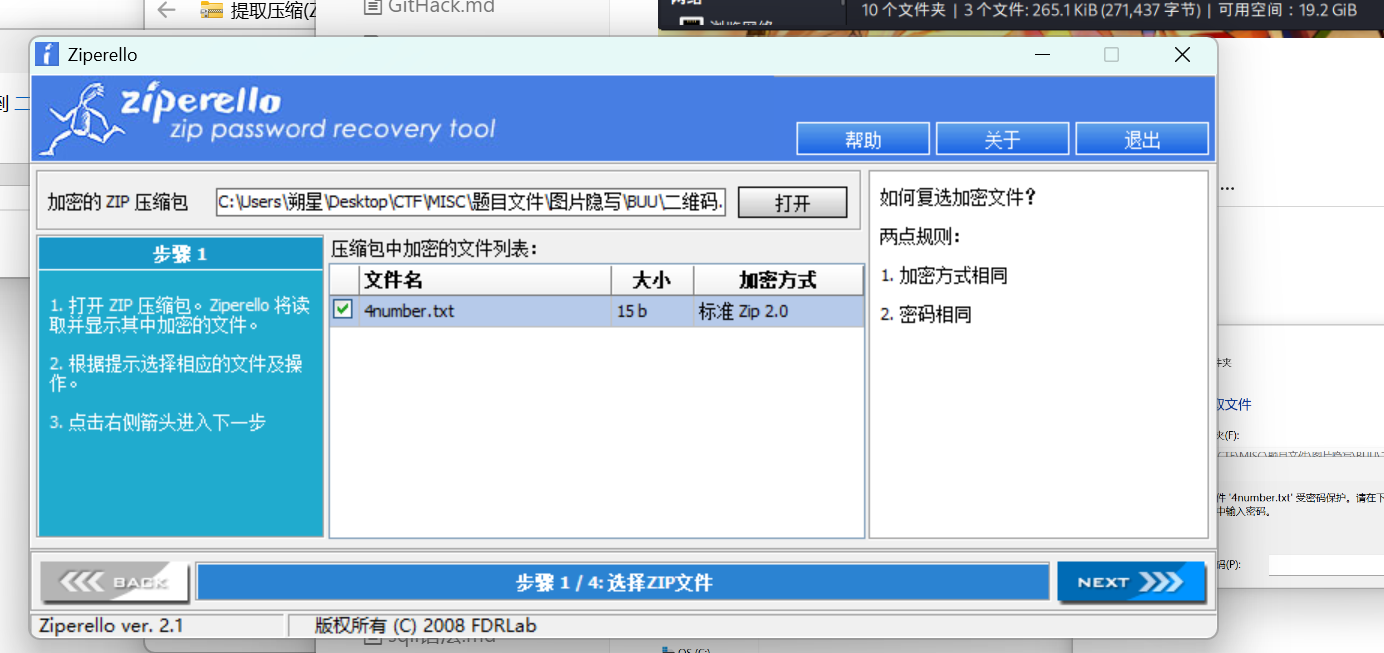 提取压缩(Z
GitHack.md
10 个文件夹 | 3 个文件: 265.1 KiB (271,437 字节) | 可用空间：19.2 GiB
Ziperello
ziperello
zip password recovery tool
帮助
关于
退出
加密的 ZIP 压缩包
C:\Users\朔星\Desktop\CTF\MISC\题目文件\图片隐写\BUU\二维码.
打开
如何复选加密文件?
两点规则:
1. 加密方式相同
2. 密码相同
步骤 1
1. 打开 ZIP 压缩包。Ziperello 将读
取并显示其中加密的文件。
2. 根据提示选择相应的文件及操
作。
3. 点击右侧箭头进入下一步
压缩包中加密的文件列表:
文件名 大小 加密方式
4number.txt 15 b 标准 Zip 2.0
到 二
...
件夹
取文件
夹(F):
件 '4number.txt' 受密码保护。请在下
中输入密码。
码(P):
BACK
步骤 1 / 4: 选择ZIP文件
NEXT
Ziperello ver. 2.1
版权所有 (C) 2008 FDRLab